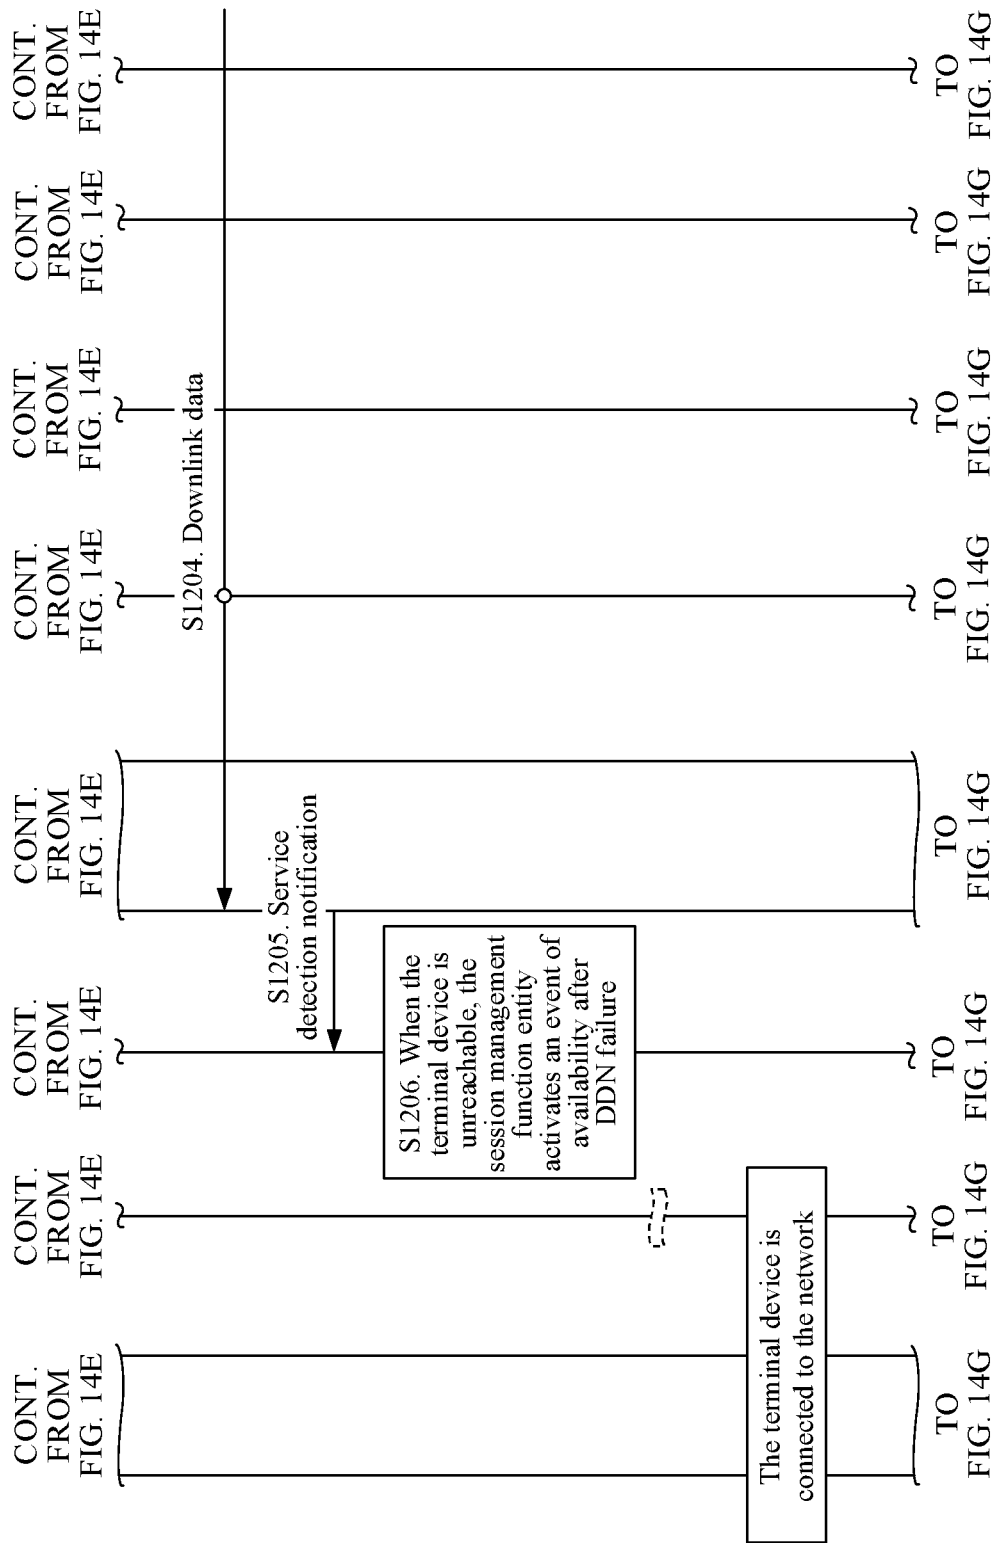 CONT.
FROM
FIG. 14E
CONT.
FROM
FIG. 14E
CONT.
FROM
FIG. 14E
CONT.
FROM
FIG. 14E
CONT.
FROM
FIG. 14E
CONT.
FROM
FIG. 14E
CONT.
FROM
FIG. 14E
CONT.
FROM
FIG. 14E
S1204. Downlink data
S1205. Service
detection notification
S1206. When the
terminal device is
unreachable, the
session management
function entity
activates an event of
availability after
DDN failure
The terminal device is
connected to the network
TO
FIG. 14G
TO
FIG. 14G
TO
FIG. 14G
TO
FIG. 14G
TO
FIG. 14G
TO
FIG. 14G
TO
FIG. 14G
TO
FIG. 14G